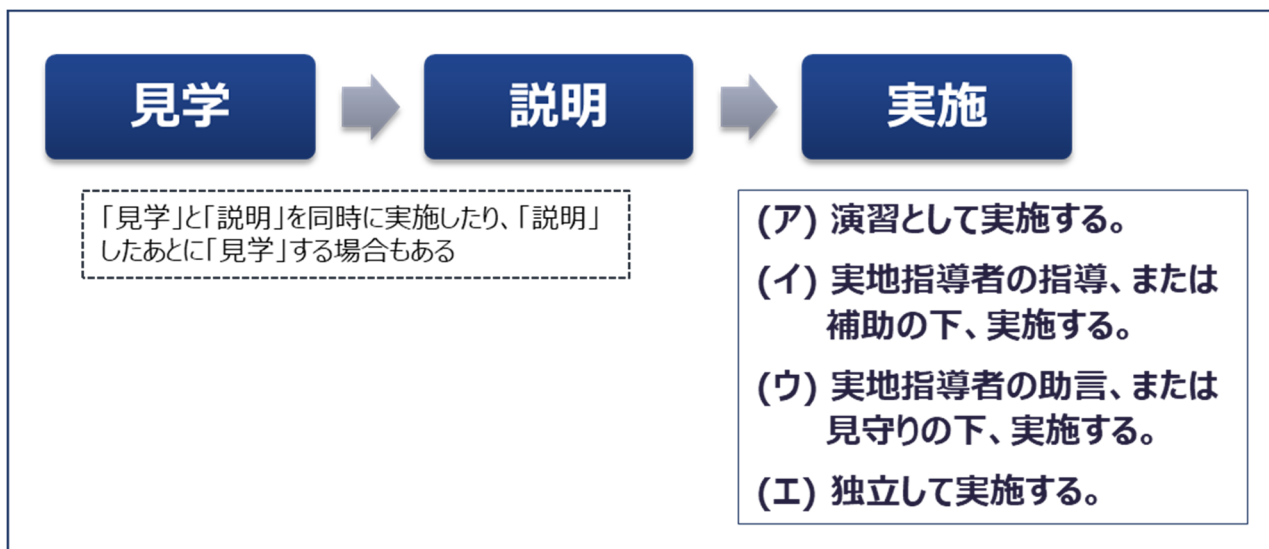 見学
説明
実施
「見学」と「説明」を同時に実施したり、「説明」
したあとに「見学」する場合もある
(ア) 演習として実施する。
(イ) 実地指導者の指導、または
補助の下、実施する。
(ウ) 実地指導者の助言、または
見守りの下、実施する。
(エ) 独立して実施する。